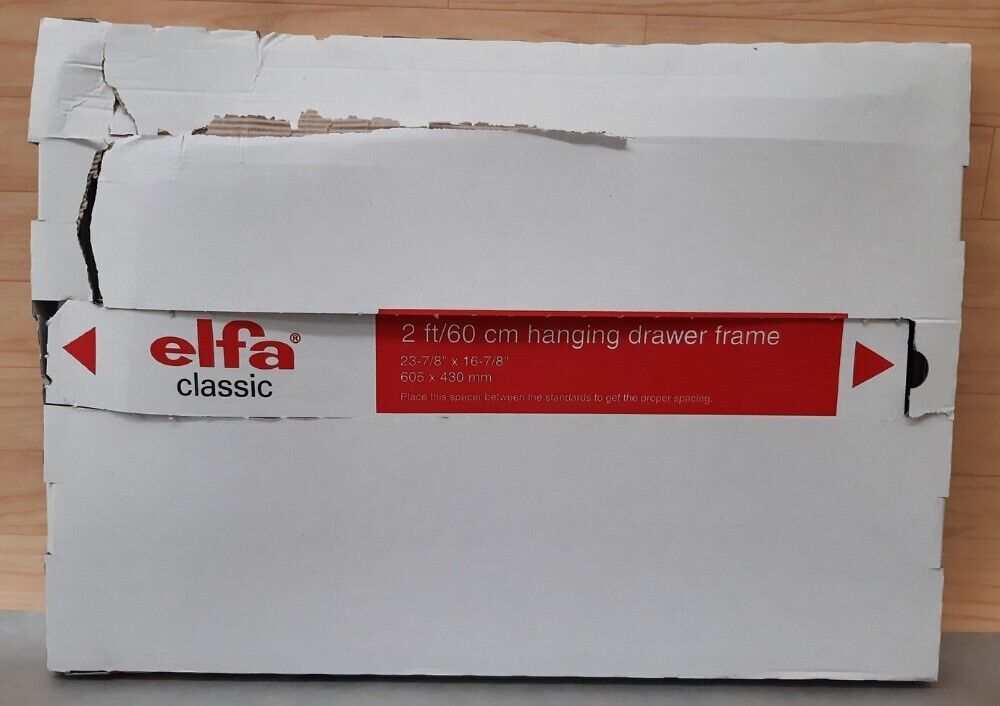 elfa®
classic
2 ft/60 cm hanging drawer frame
23-7/8" x 16-7/8"
605 x 430 mm
Place this spacer between the standards to get the proper spacing.